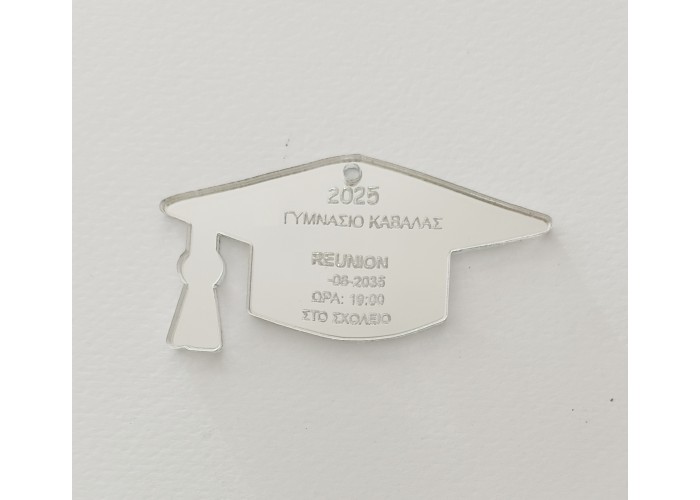 2025
ΓΥΜΝΑΣΙΟ ΚΑΒΑΛΑΣ
REUNION
-06-2035
ΩΡΑ: 19:00
ΣΤΟ ΣΧΟΛΕΙΟ